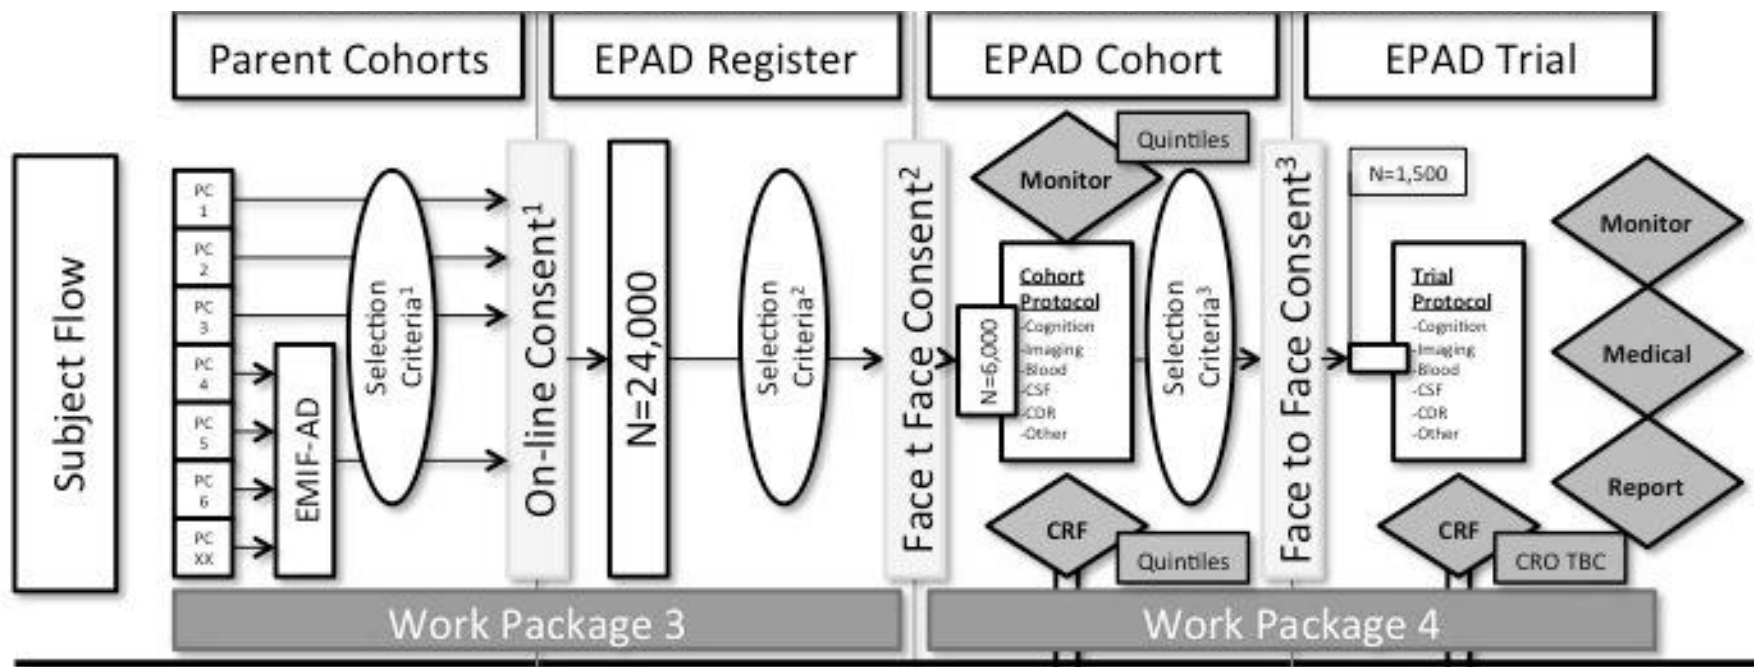 Parent Cohorts
EPAD Register
EPAD Cohort
EPAD Trial
Subject Flow
PC
1
PC
2
PC
3
PC
4
PC
5
PC
6
PC
XX
EMIF-AD
Selection
Criteria1
On-line Consent1
N=24,000
Selection
Criteria2
Face t Face Consent2
Monitor
Quintiles
N=6,000
Cohort
Protocol
-Cognition
-Imaging
-Blood
-CSF
-CDR
-Other
CRF
Quintiles
Selection
Criteria3
Face to Face Consent3
N=1,500
Trial
Protocol
-Cognition
-Imaging
-Blood
-CSF
-CDR
-Other
CRF
CRO TBC
Monitor
Medical
Report
Work Package 3
Work Package 4